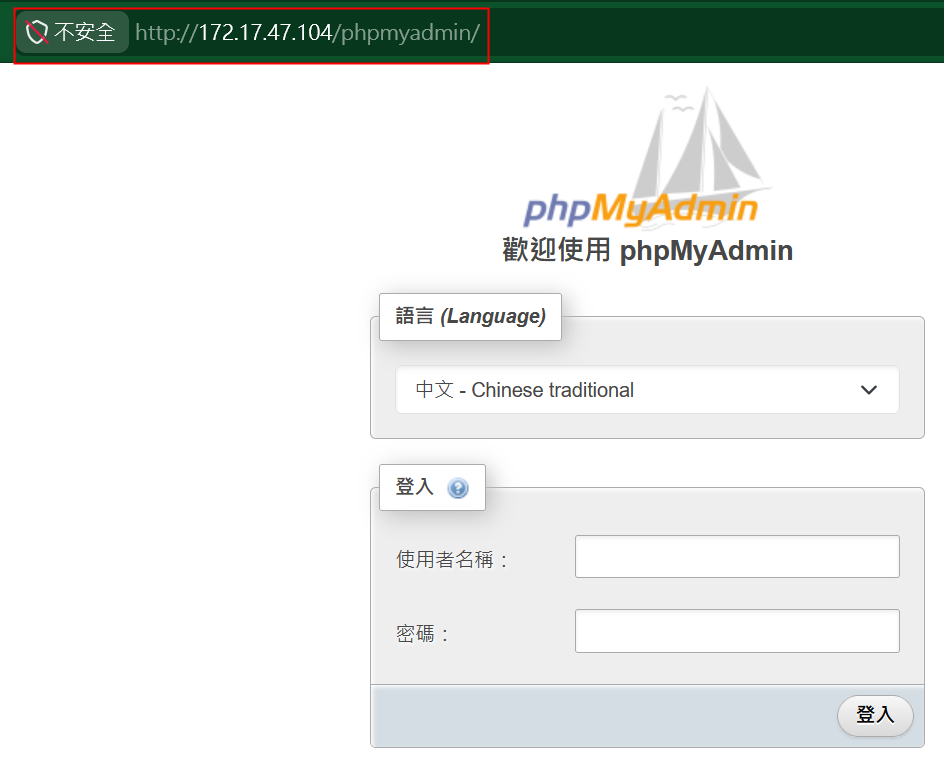 不安全 http://172.17.47.104/phpmyadmin/
phpMyAdmin
歡迎使用 phpMyAdmin
語言 (Language)
中文 - Chinese traditional
登入
使用者名稱：
密碼：
登入